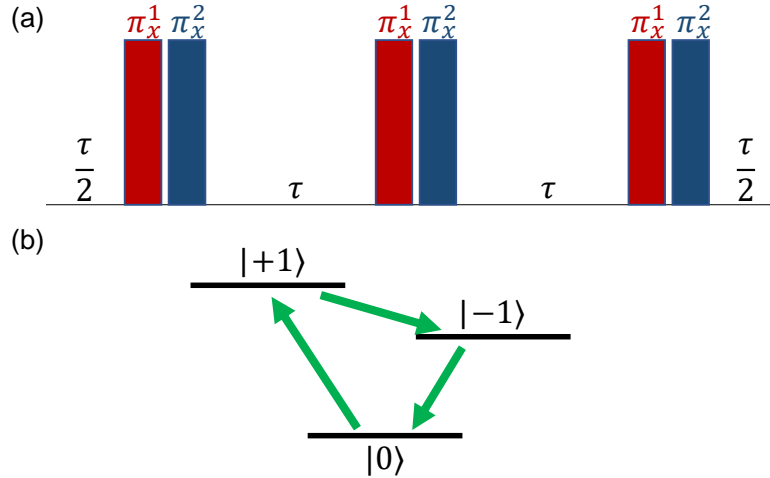 (a)
π_x^1 π_x^2 π_x^1 π_x^2 π_x^1 π_x^2
τ/2 τ τ τ/2
(b)
|+1⟩
|−1⟩
|0⟩